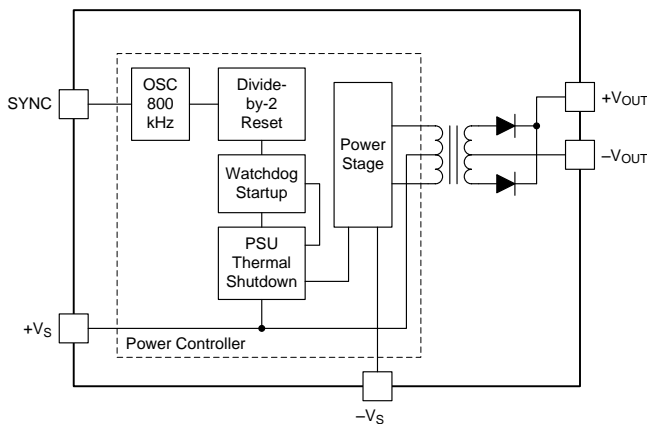 SYNC
OSC
800
kHz
Divide-
by-2
Reset
Watchdog
Startup
PSU
Thermal
Shutdown
Power
Stage
+VOUT
−VOUT
+VS
Power Controller
−VS